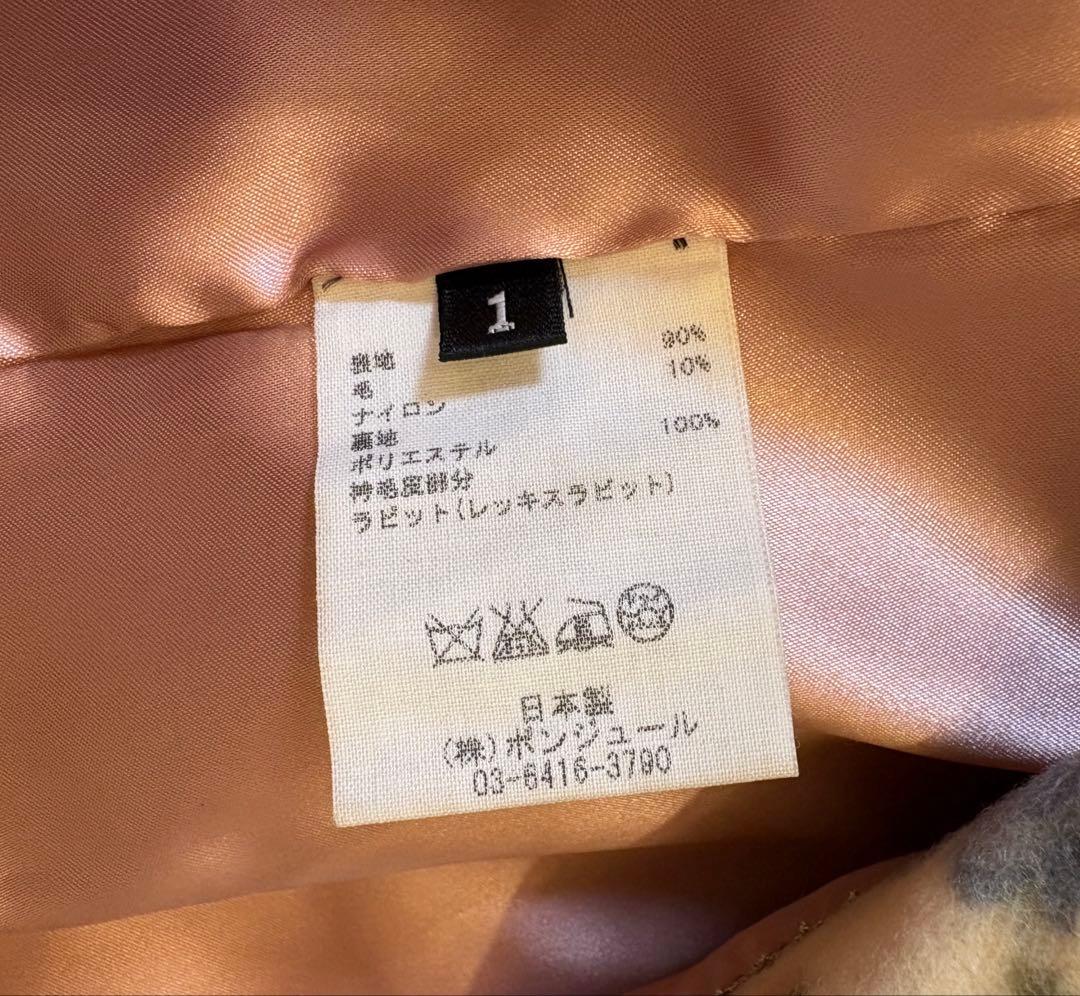 1
表地
毛 90%
ナイロン 10%
裏地
ポリエステル 100%
衿毛皮部分
ラビット(レッキスラビット)
日本製
(株)ボンジュール
03-6416-3790